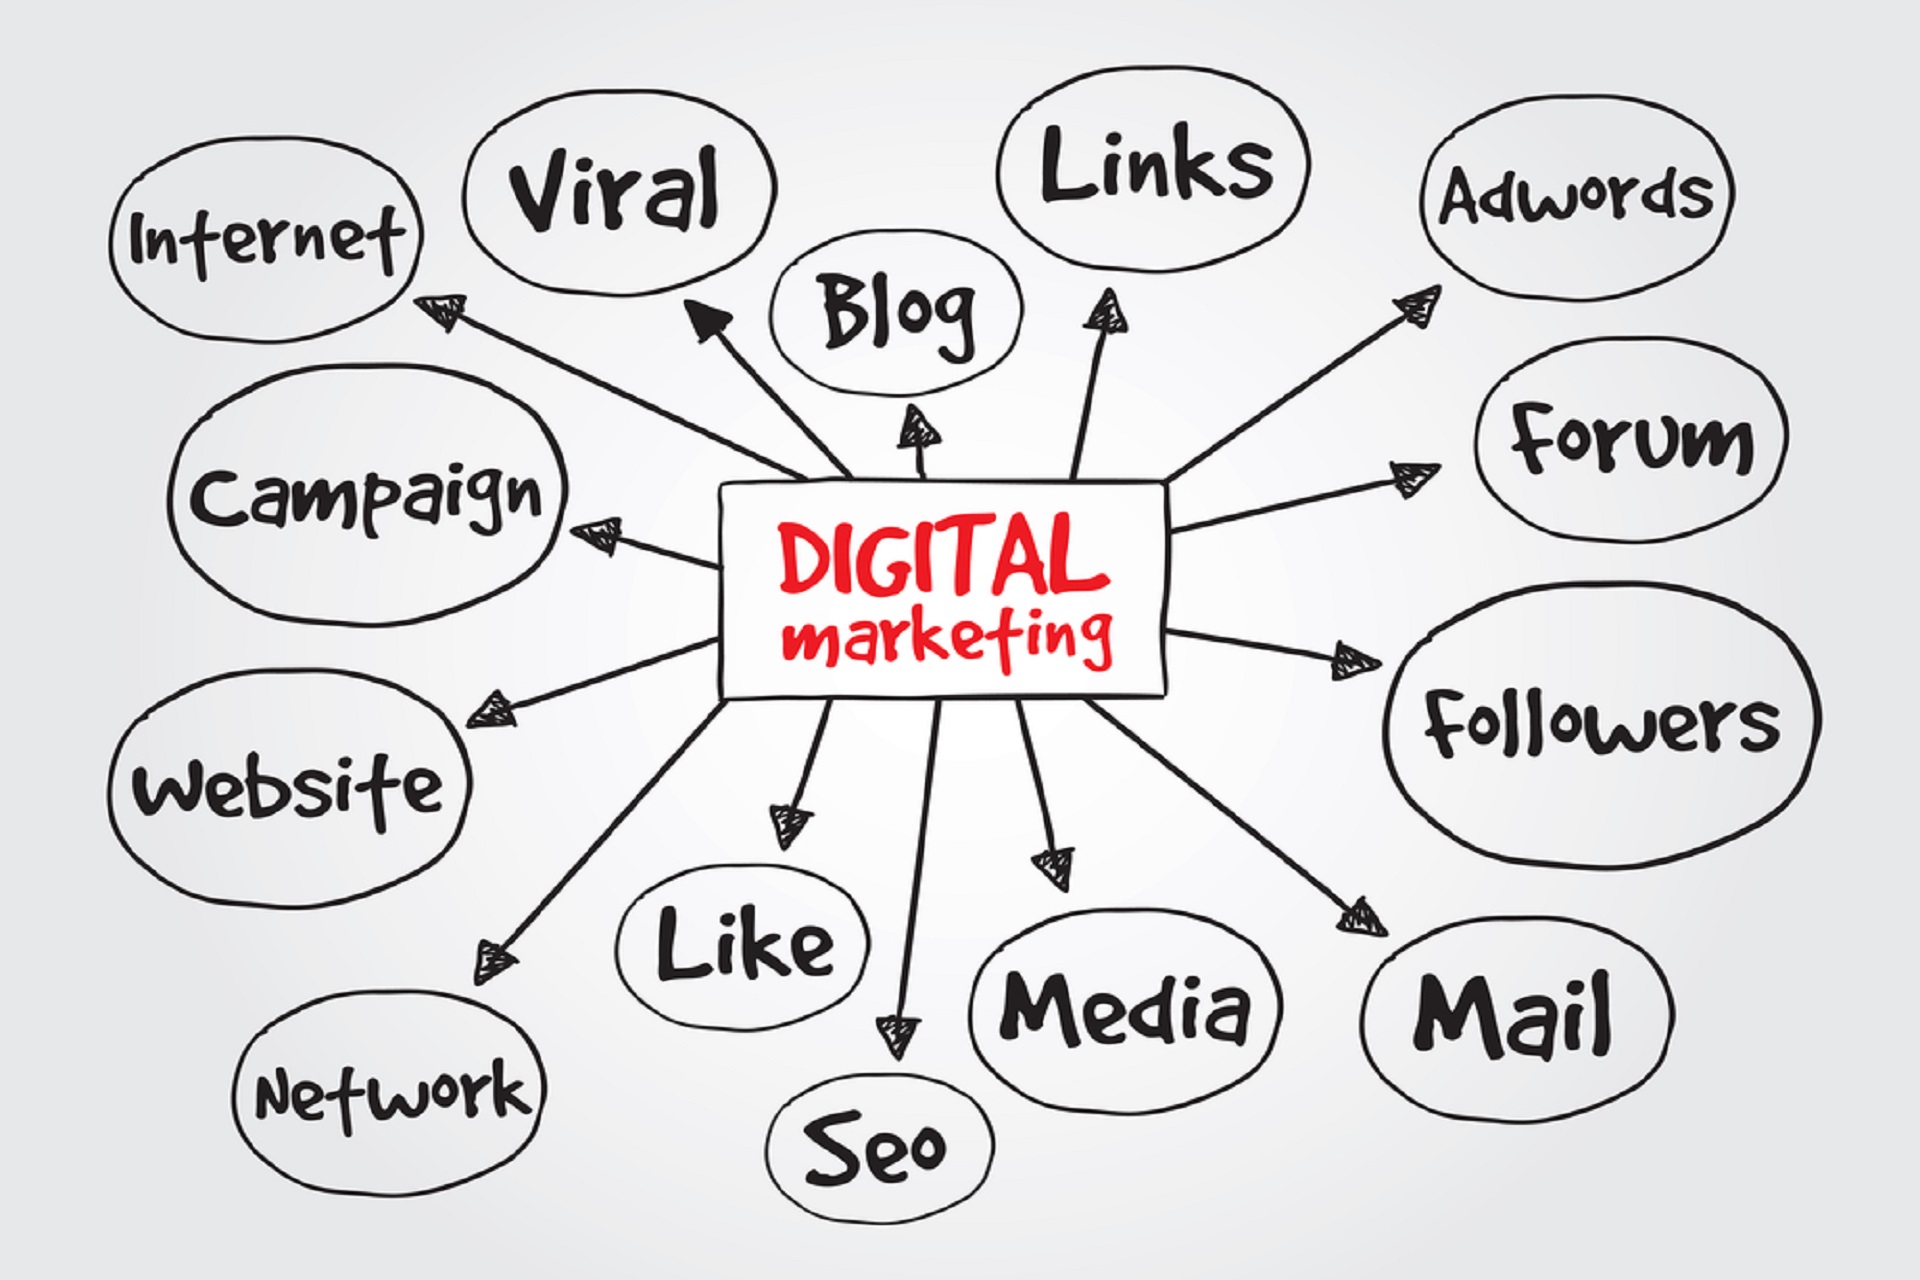 Internet
Viral
Blog
Links
Adwords
Campaign
Forum
DIGITAL
marketing
Followers
Website
Like
Media
Mail
Network
Seo